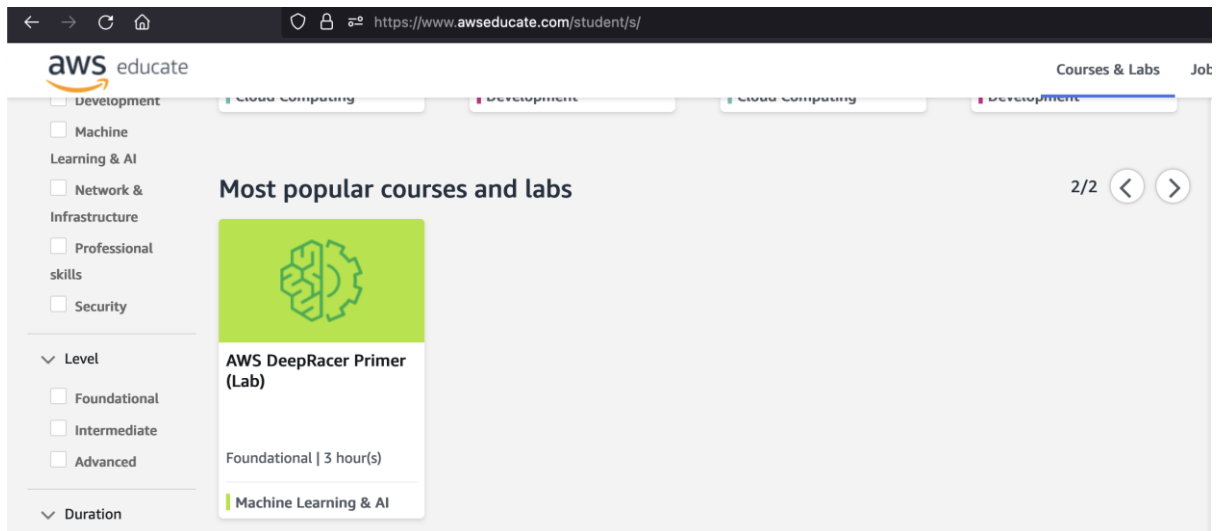 https://www.awseducate.com/student/s/
aws educate
Courses & Labs
Job
Development
Cloud Computing
Development
Cloud Computing
Development
Machine
Learning & AI
Network &
Infrastructure
Professional
skills
Security
Level
Foundational
Intermediate
Advanced
Duration
Most popular courses and labs
2/2
AWS DeepRacer Primer
(Lab)
Foundational | 3 hour(s)
Machine Learning & AI